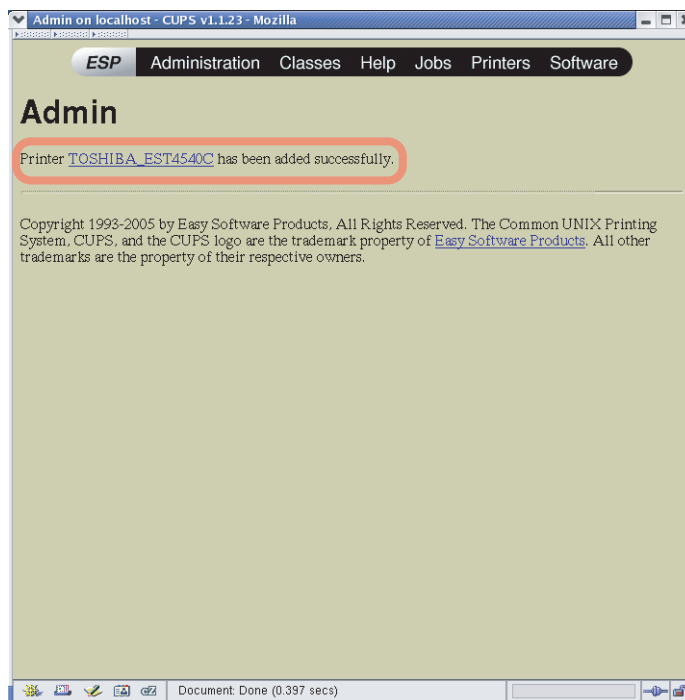 Admin on localhost - CUPS v1.1.23 - Mozilla
ESP Administration Classes Help Jobs Printers Software
Admin
Printer TOSHIBA_EST4540C has been added successfully.
Copyright 1993-2005 by Easy Software Products, All Rights Reserved. The Common UNIX Printing
System, CUPS, and the CUPS logo are the trademark property of Easy Software Products. All other
trademarks are the property of their respective owners.
Document: Done (0.397 secs)